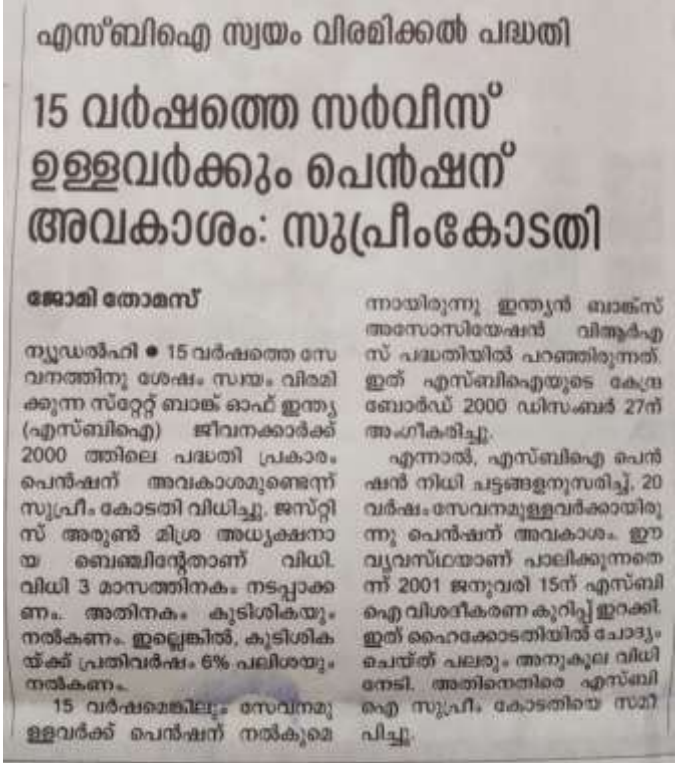 എസ്ബിഐ സ്വയം വിരമിക്കൽ പദ്ധതി
15 വർഷത്തെ സർവീസ്
ഉള്ളവർക്കും പെൻഷന്
അവകാശം: സുപ്രീംകോടതി
ജോമി തോമസ്
ന്യൂഡൽഹി ● 15 വർഷത്തെ സേ
വനത്തിനു ശേഷം സ്വയം വിരമി
ക്കുന്ന സ്റ്റേറ്റ് ബാങ്ക് ഓഫ് ഇന്ത്യ
(എസ്ബിഐ) ജീവനക്കാർക്ക്
2000 ത്തിലെ പദ്ധതി പ്രകാരം
പെൻഷന് അവകാശമുണ്ടെന്ന്
സുപ്രീം കോടതി വിധിച്ചു. ജസ്റ്റി
സ് അരുൺ മിശ്ര അധ്യക്ഷനാ
യ ബെഞ്ചിന്റേതാണ് വിധി.
വിധി 3 മാസത്തിനകം നടപ്പാക്ക
ണം. അതിനകം കുടിശികയും
നൽകണം. ഇല്ലെങ്കിൽ, കുടിശിക
യ്ക്ക് പ്രതിവർഷം 6% പലിശയും
നൽകണം.
15 വർഷമെങ്കിലും സേവനമു
ള്ളവർക്ക് പെൻഷന് നൽകുമെ
ന്നായിരുന്നു ഇന്ത്യൻ ബാങ്ക്സ്
അസോസിയേഷൻ വിആർഎ
സ് പദ്ധതിയിൽ പറഞ്ഞിരുന്നത്.
ഇത് എസ്ബിഐയുടെ കേന്ദ്ര
ബോർഡ് 2000 ഡിസംബർ 27ന്
അംഗീകരിച്ചു.
എന്നാൽ, എസ്ബിഐ പെൻ
ഷൻ നിധി ചട്ടങ്ങളനുസരിച്ച്, 20
വർഷം സേവനമുള്ളവർക്കായിരു
ന്നു പെൻഷന് അവകാശം. ഈ
വ്യവസ്ഥയാണ് പാലിക്കുന്നതെ
ന്ന് 2001 ജനുവരി 15ന് എസ്ബി
ഐ വിശദീകരണ കുറിപ്പ് ഇറക്കി.
ഇത് ഹൈക്കോടതിയിൽ ചോദ്യം
ചെയ്ത് പലരും അനുകൂല വിധി
നേടി. അതിനെതിരെ എസ്ബി
ഐ സുപ്രീം കോടതിയെ സമീ
പിച്ചു.